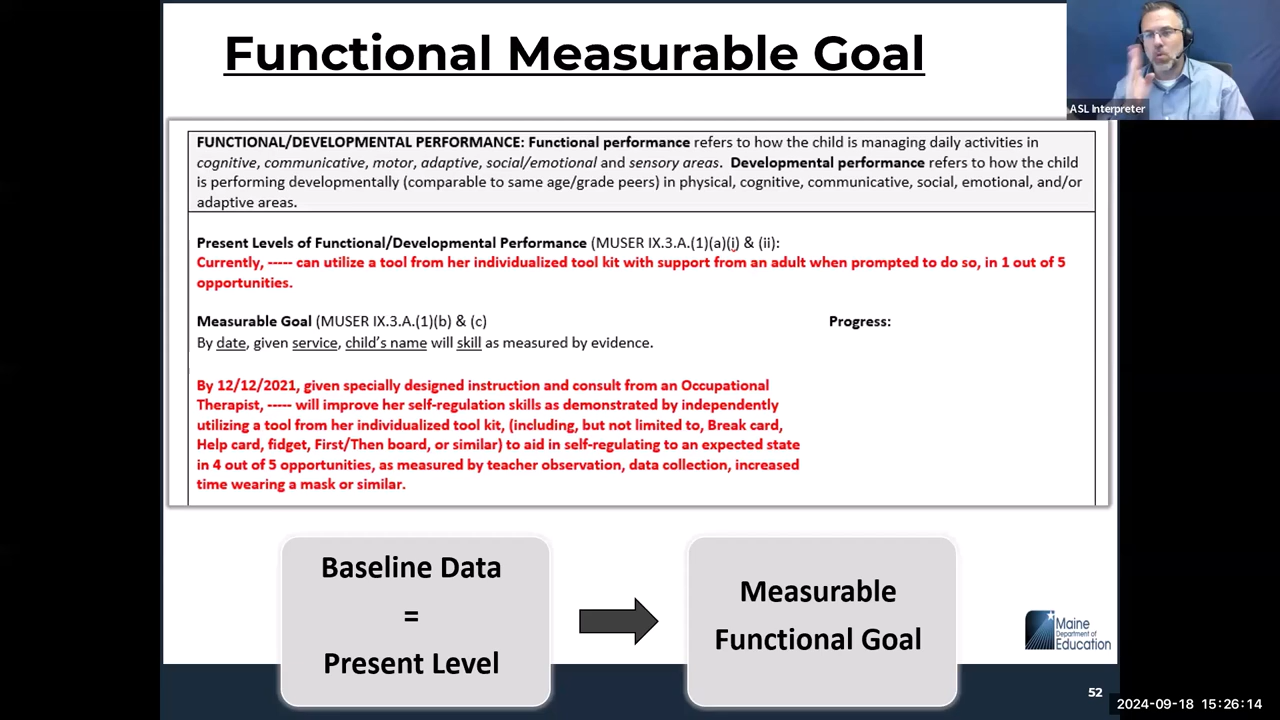 Functional Measurable Goal
ASL Interpreter
FUNCTIONAL/DEVELOPMENTAL PERFORMANCE: Functional performance refers to how the child is managing daily activities in
cognitive, communicative, motor, adaptive, social/emotional and sensory areas. Developmental performance refers to how the child
is performing developmentally (comparable to same age/grade peers) in physical, cognitive, communicative, social, emotional, and/or
adaptive areas.
Present Levels of Functional/Developmental Performance (MUSER IX.3.A.(1)(a)(i) & (ii):
Currently, ----- can utilize a tool from her individualized tool kit with support from an adult when prompted to do so, in 1 out of 5
opportunities.
Measurable Goal (MUSER IX.3.A.(1)(b) & (c)
Progress:
By date, given service, child's name will skill as measured by evidence.
By 12/12/2021, given specially designed instruction and consult from an Occupational
Therapist, ----- will improve her self-regulation skills as demonstrated by independently
utilizing a tool from her individualized tool kit, (including, but not limited to, Break card,
Help card, fidget, First/Then board, or similar) to aid in self-regulating to an expected state
in 4 out of 5 opportunities, as measured by teacher observation, data collection, increased
time wearing a mask or similar.
Baseline Data
=
Present Level
Measurable
Functional Goal
Maine
Department of
Education
52
2024-09-18 15:26:14